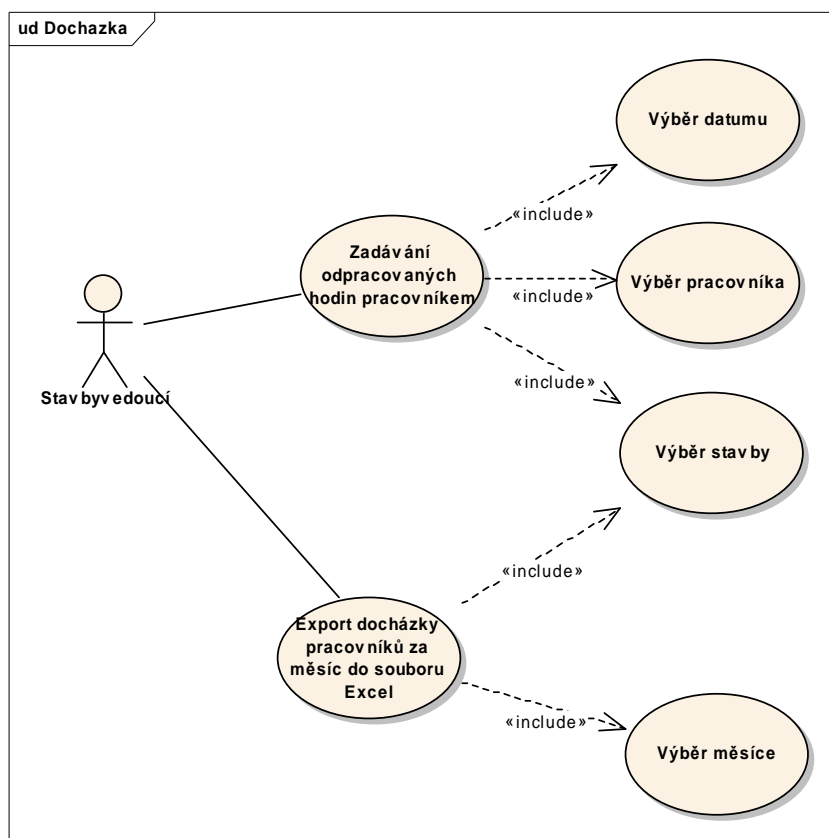 ud Dochazka
Výběr datumu
«include»
Zadávání
odpracovaných
hodin pracovníkem
«include»
Výběr pracovníka
Stavbyvedoucí
«include»
Výběr stavby
«include»
Export docházky
pracovníků za
měsíc do souboru
Excel
«include»
Výběr měsíce